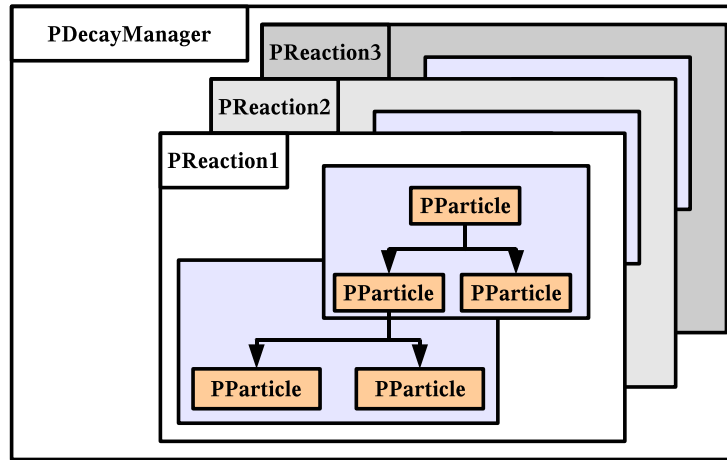 PDecayManager
PReaction3
PReaction2
PReaction1
PParticle
PParticle PParticle
PParticle PParticle